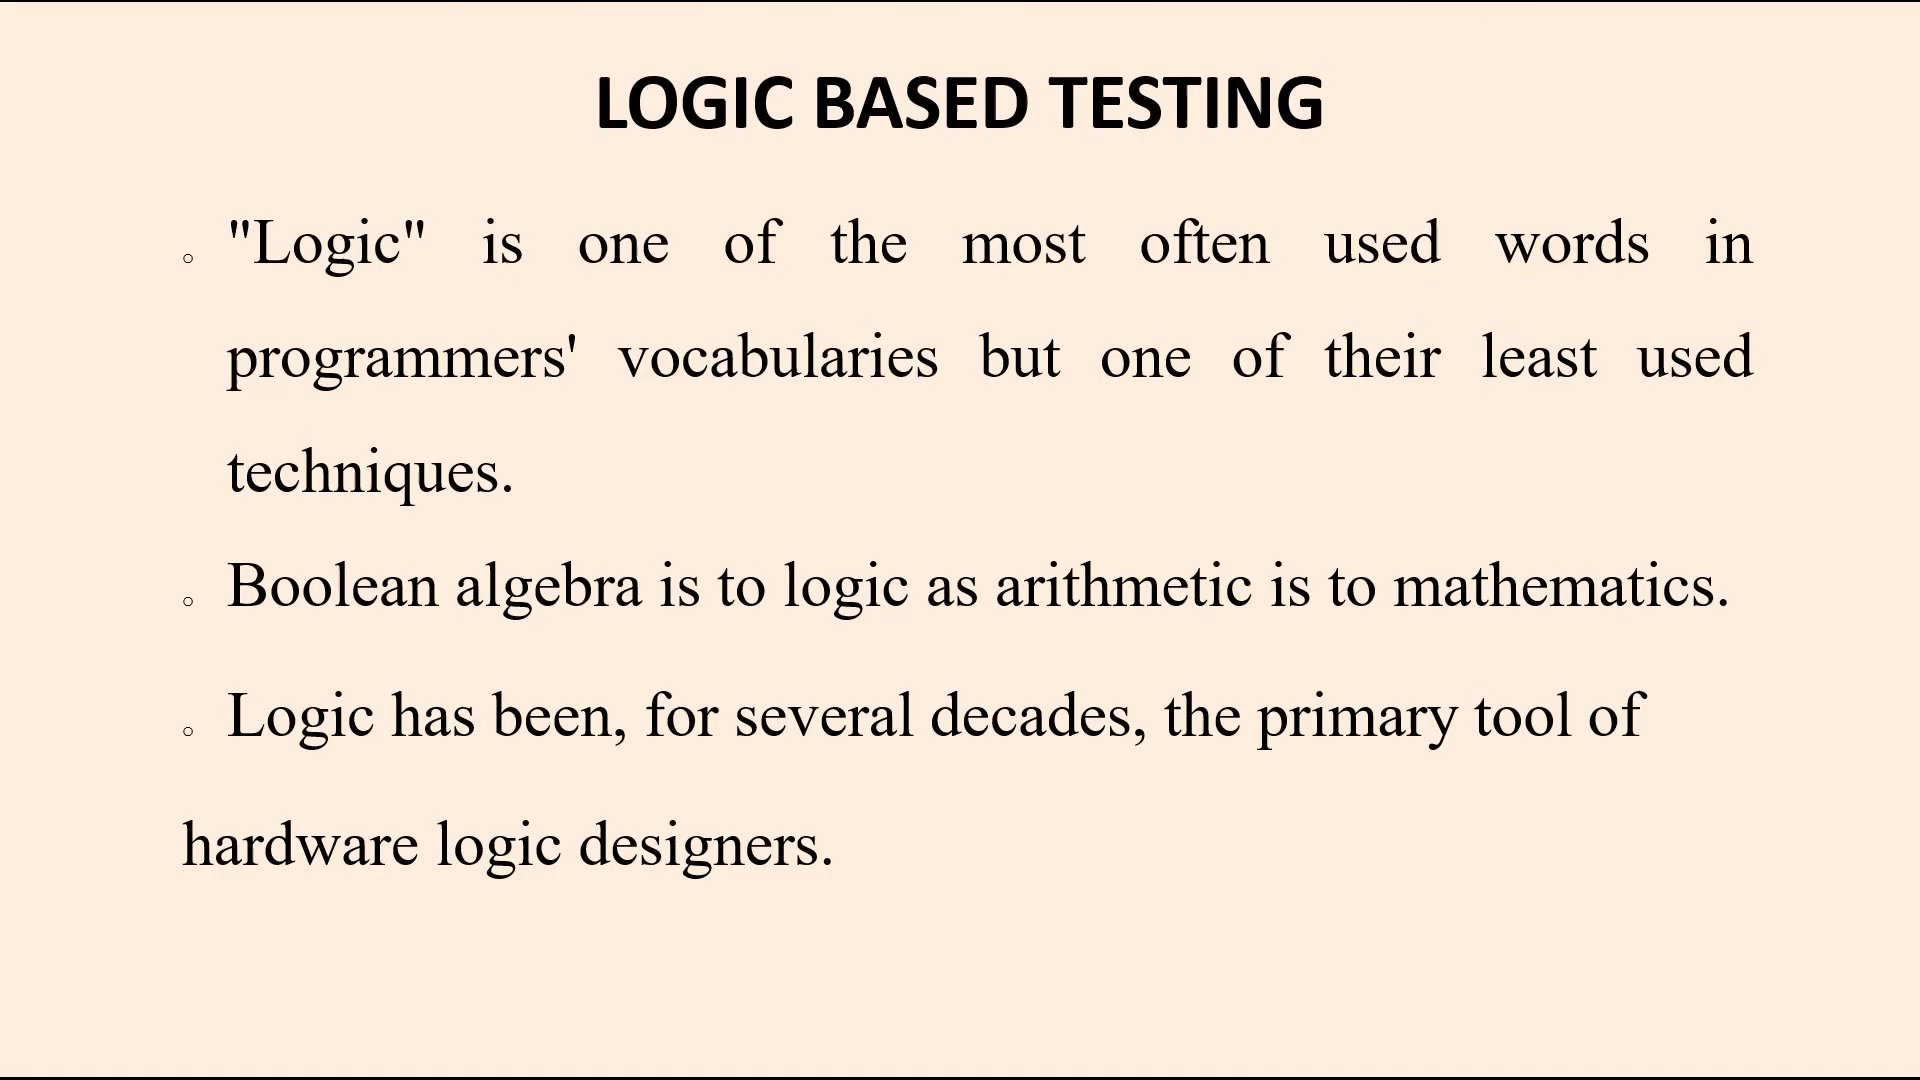 LOGIC BASED TESTING
"Logic" is one of the most often used words in
programmers' vocabularies but one of their least used
techniques.
Boolean algebra is to logic as arithmetic is to mathematics.
Logic has been, for several decades, the primary tool of
hardware logic designers.